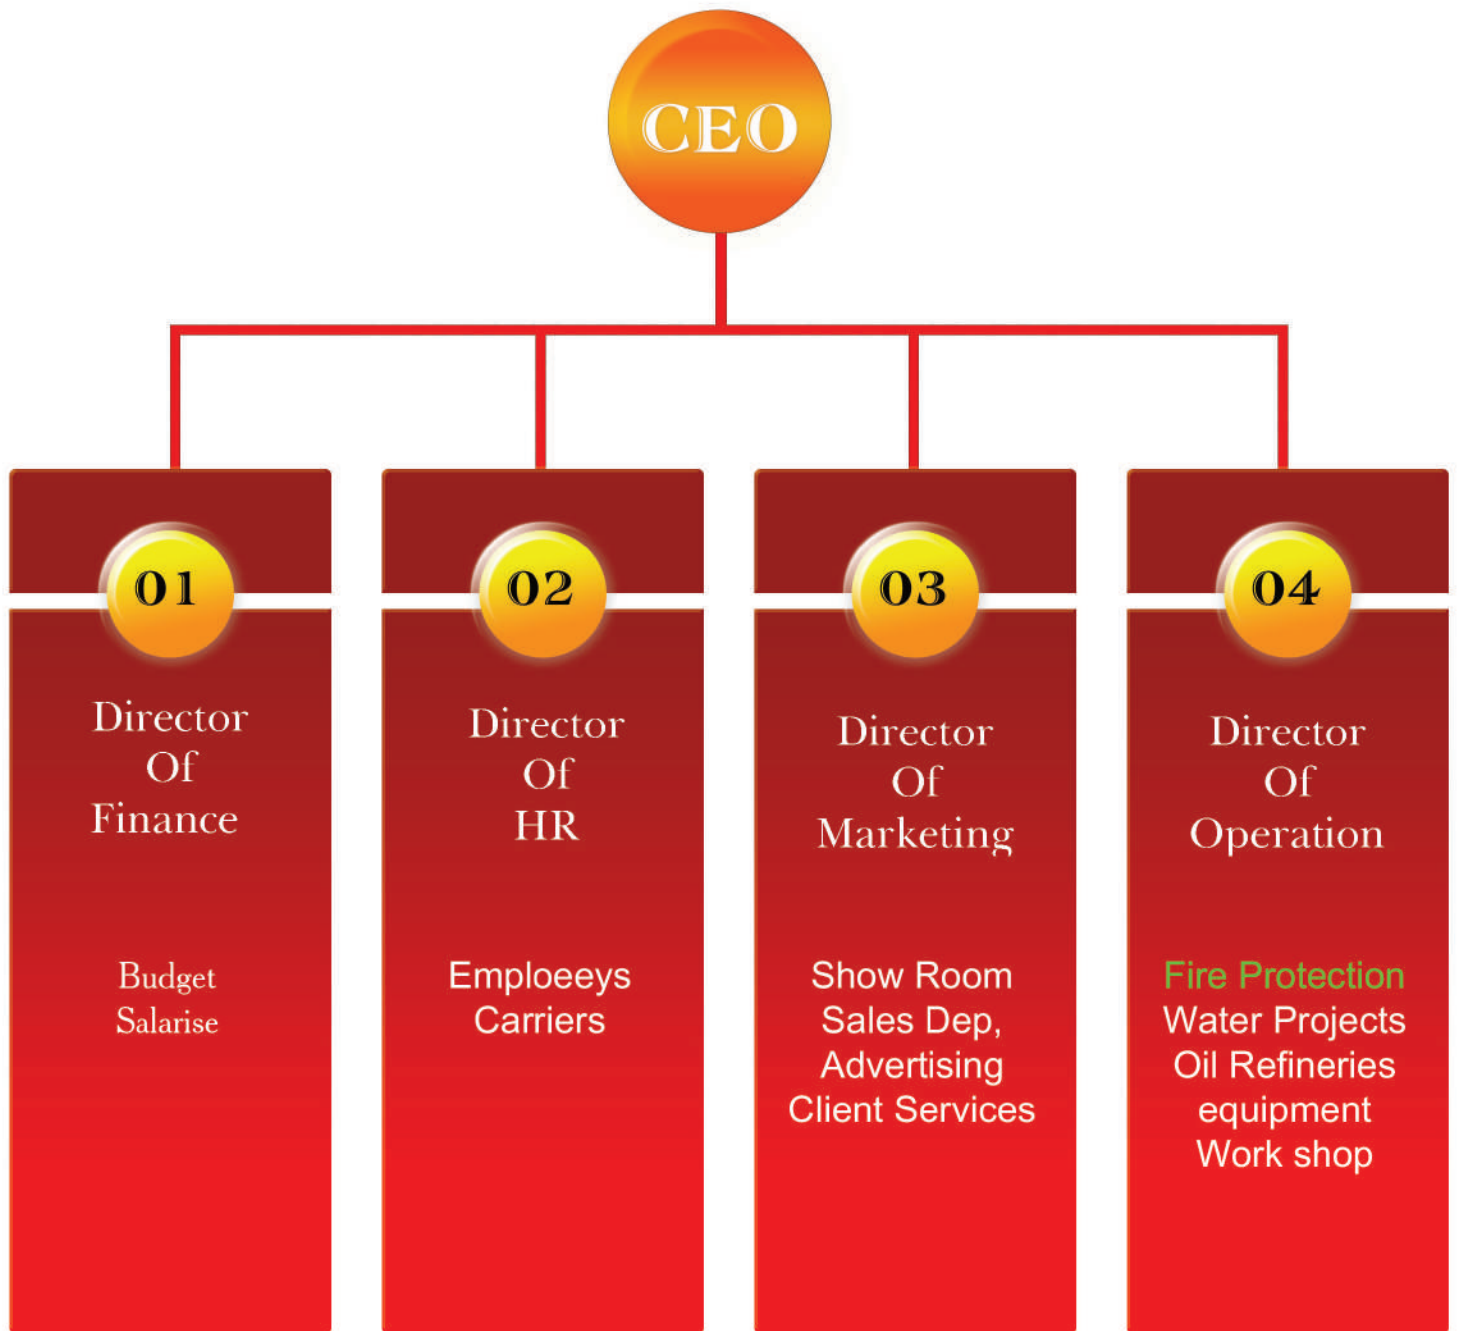 CEO
01
Director
Of
Finance
Budget
Salarise
02
Director
Of
HR
Emploeeys
Carriers
03
Director
Of
Marketing
Show Room
Sales Dep,
Advertising
Client Services
04
Director
Of
Operation
Fire Protection
Water Projects
Oil Refineries
equipment
Work shop